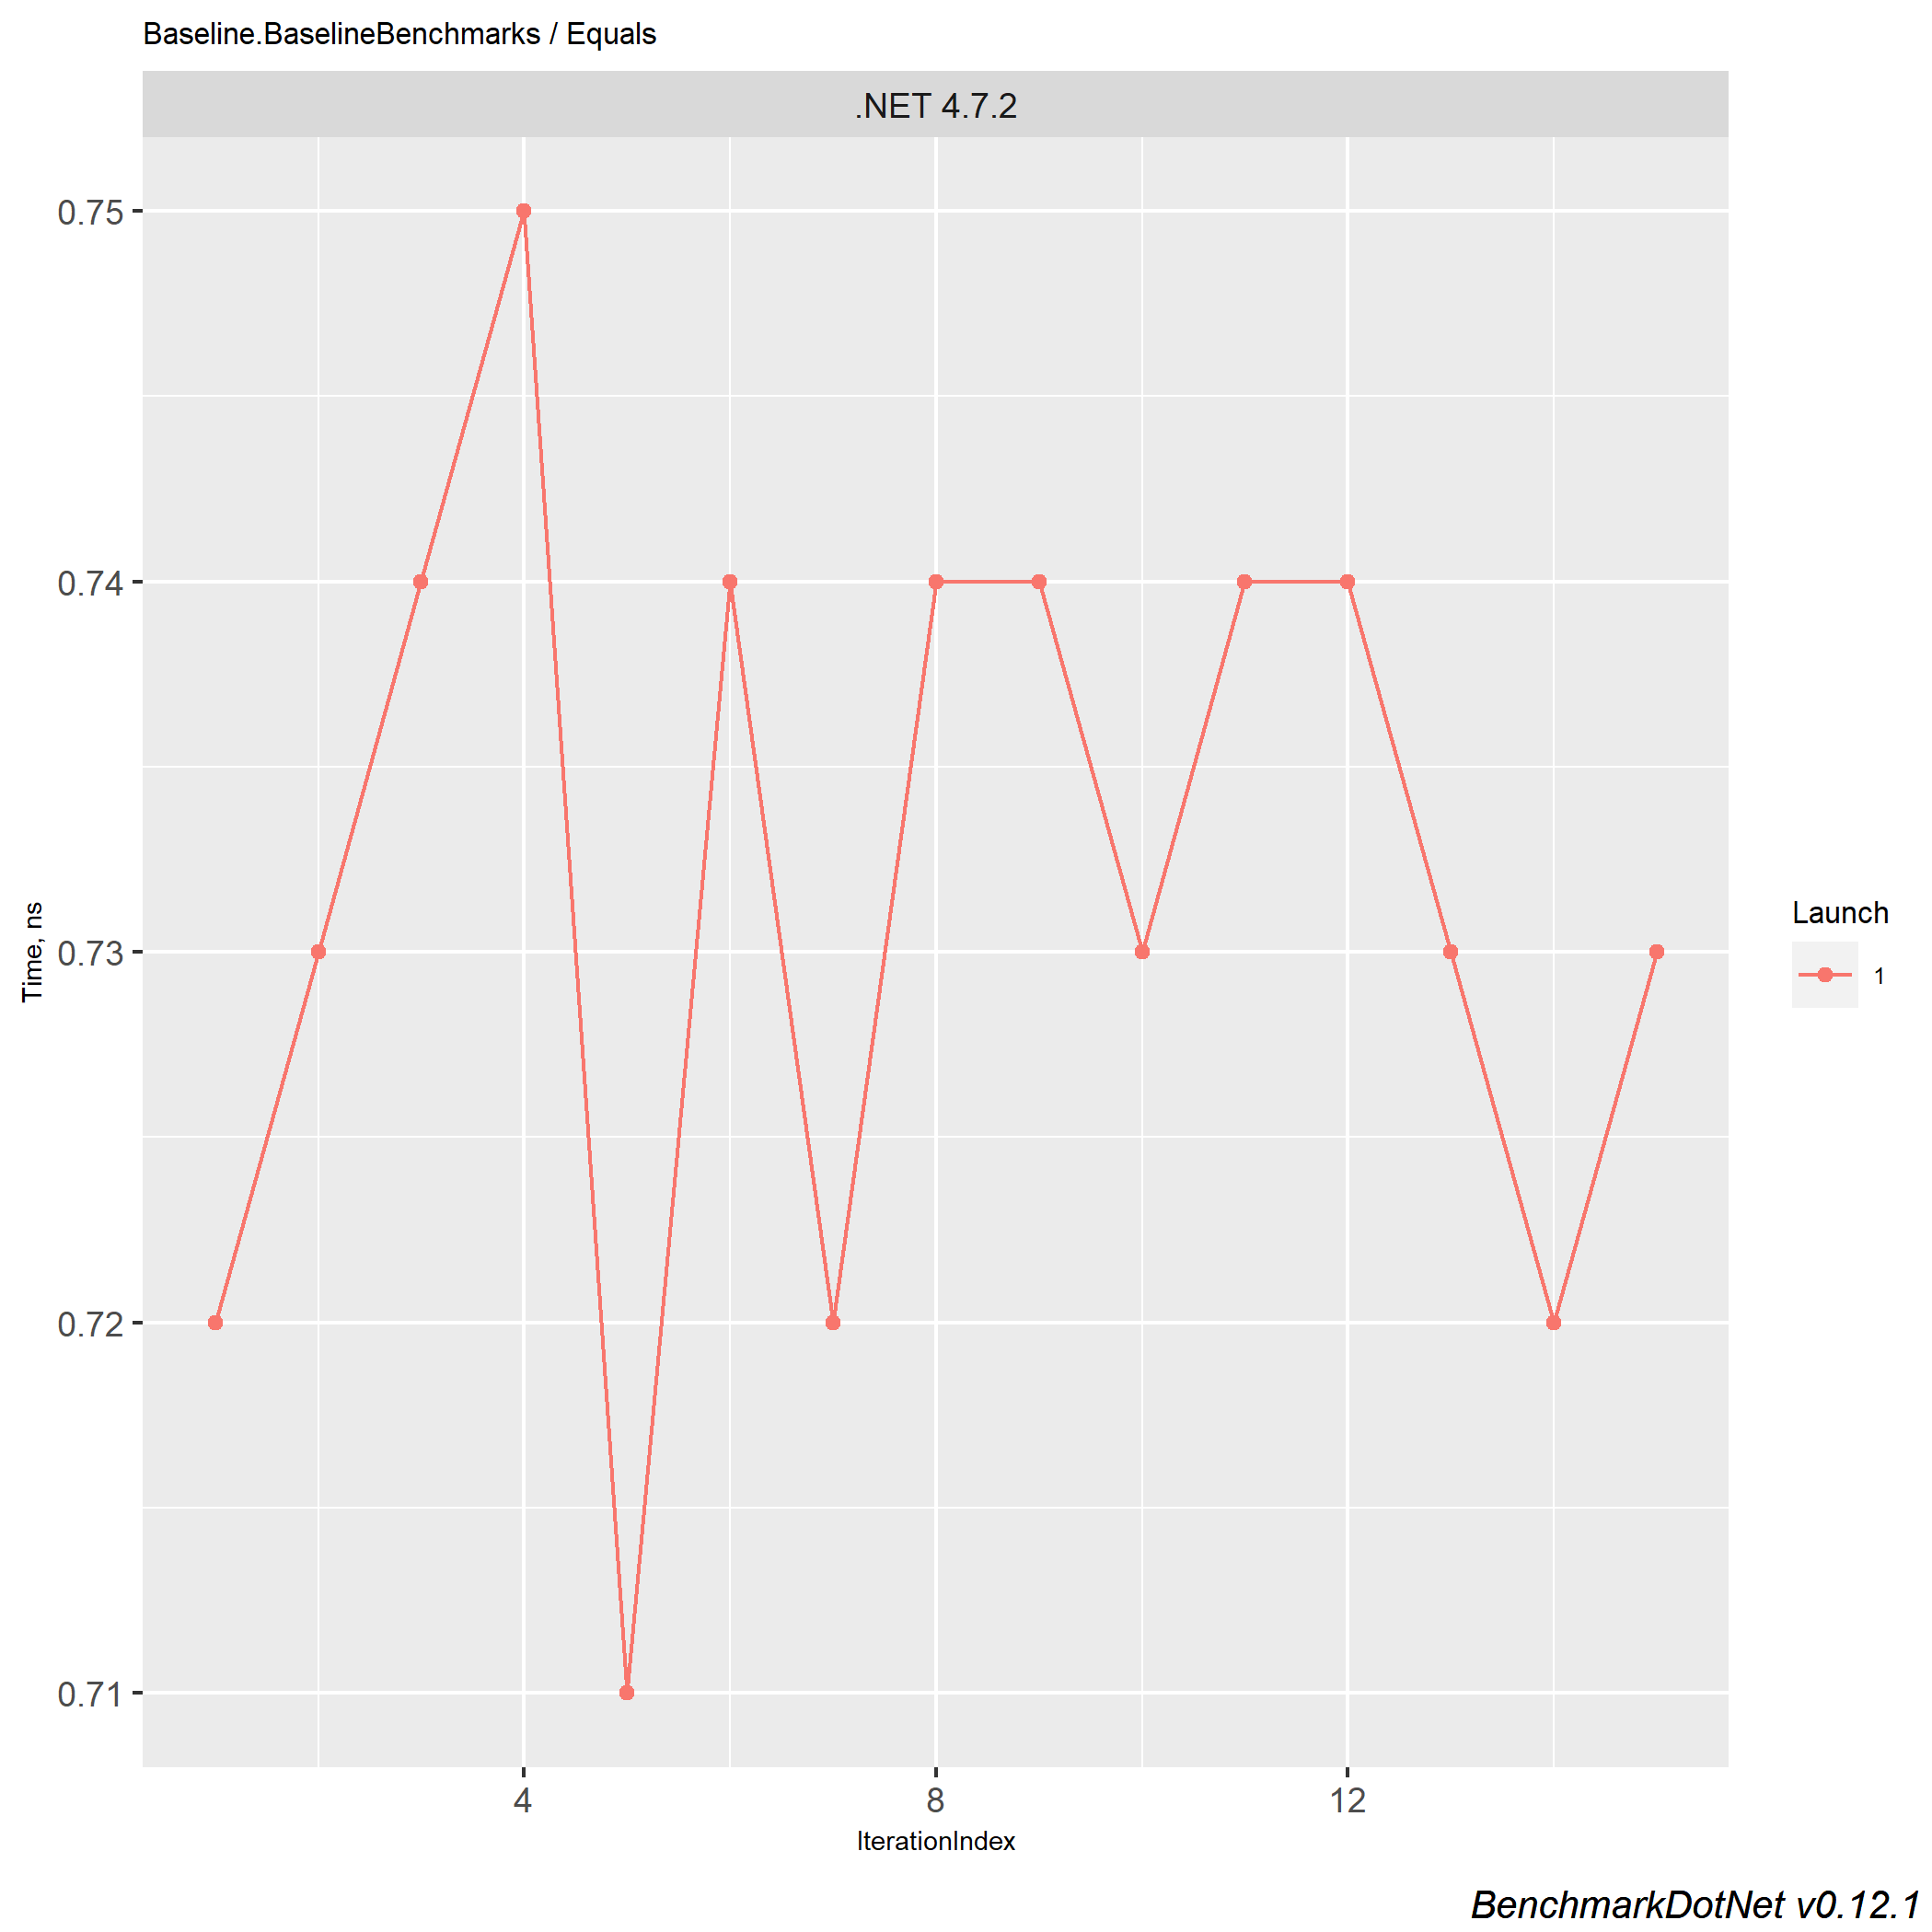 Baseline.BaselineBenchmarks / Equals
.NET 4.7.2
0.75
0.74
0.73
0.72
0.71
Time, ns
4 8 12
IterationIndex
Launch
1
BenchmarkDotNet v0.12.1